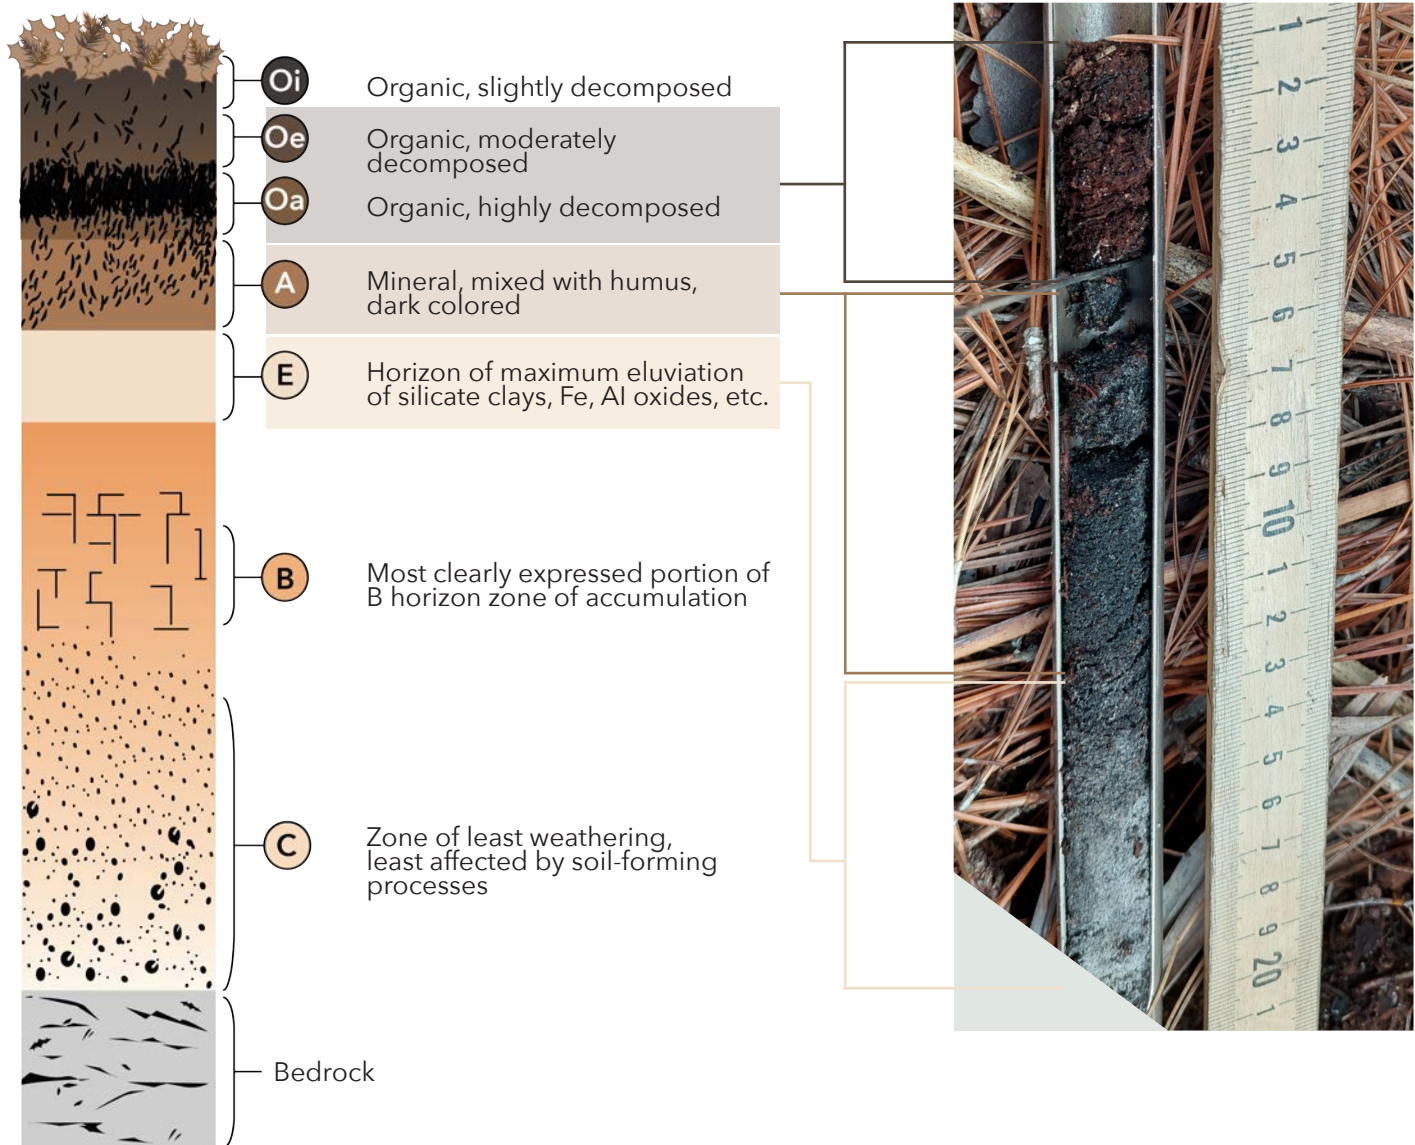 Oi
Organic, slightly decomposed
Oe
Organic, moderately
decomposed
Oa
Organic, highly decomposed
A
Mineral, mixed with humus,
dark colored
E
Horizon of maximum eluviation
of silicate clays, Fe, Al oxides, etc.
B
Most clearly expressed portion of
B horizon zone of accumulation
C
Zone of least weathering,
least affected by soil-forming
processes
Bedrock
1
2
3
4
5
6
7
8
9
10
1
2
3
4
5
6
7
8
9
20
1